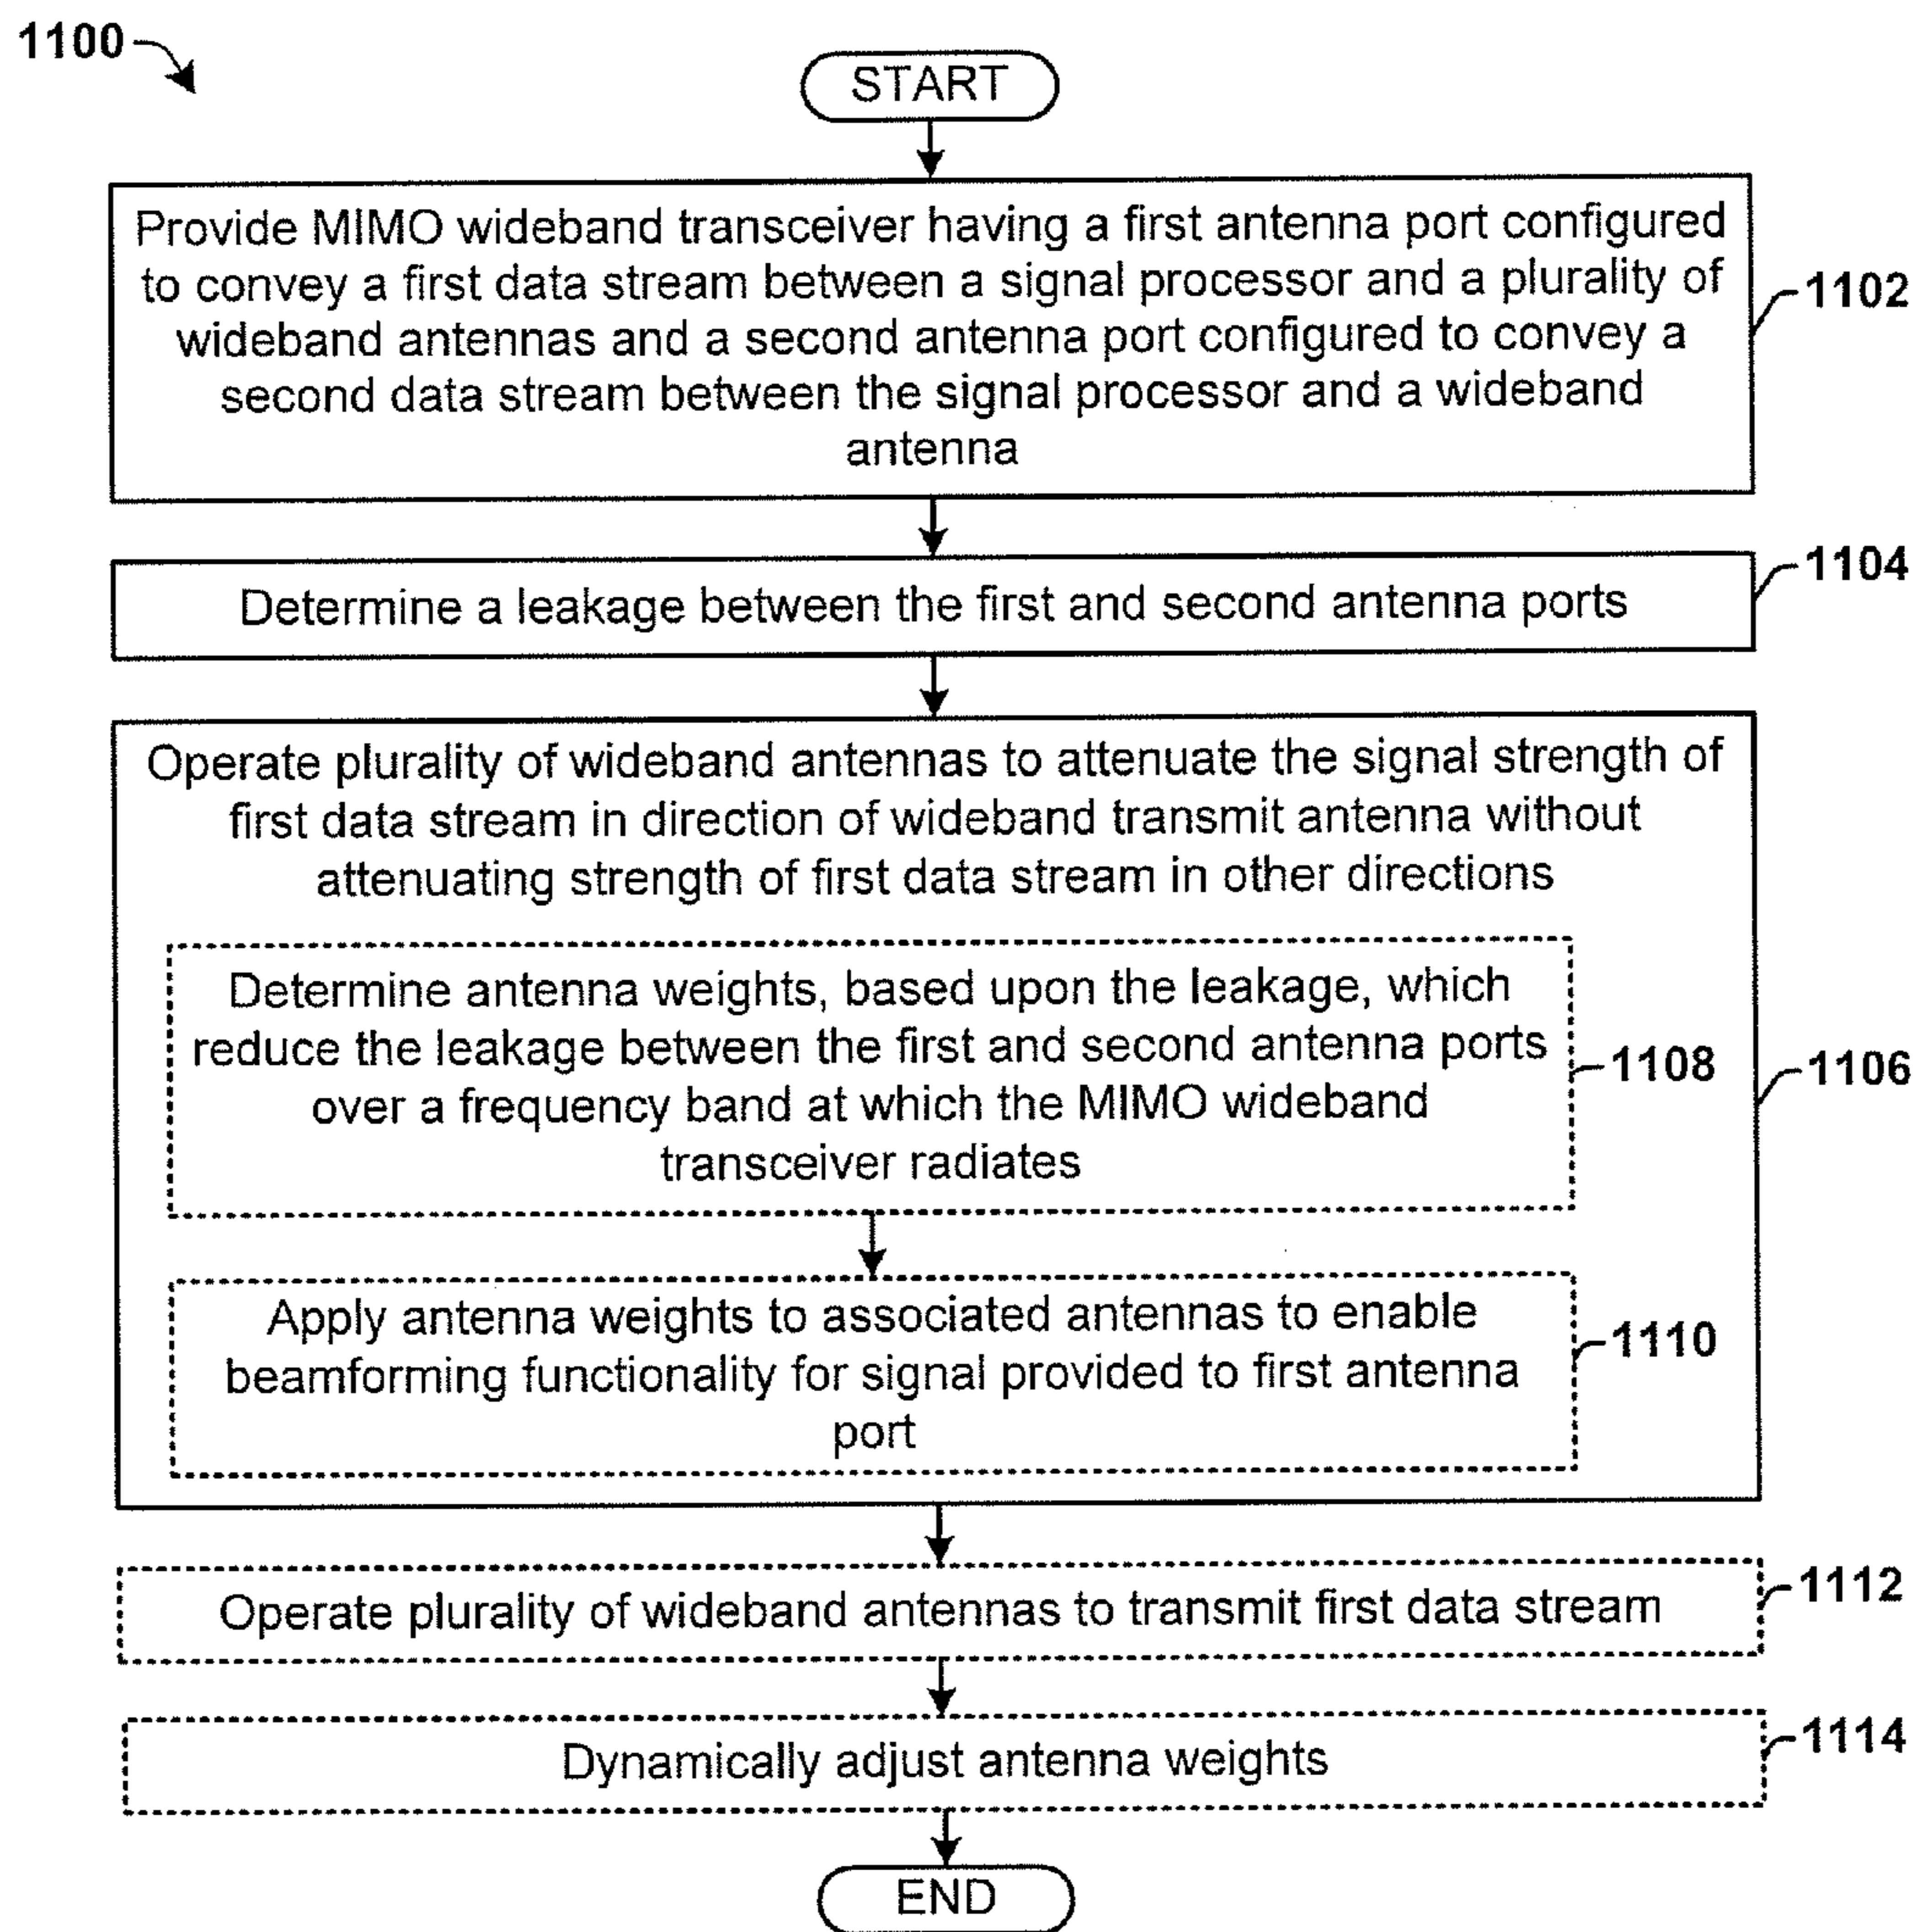 1100
START
Provide MIMO wideband transceiver having a first antenna port configured
to convey a first data stream between a signal processor and a plurality of
wideband antennas and a second antenna port configured to convey a
second data stream between the signal processor and a wideband
antenna
1102
Determine a leakage between the first and second antenna ports
1104
Operate plurality of wideband antennas to attenuate the signal strength of
first data stream in direction of wideband transmit antenna without
attenuating strength of first data stream in other directions
1106
Determine antenna weights, based upon the leakage, which
reduce the leakage between the first and second antenna ports
over a frequency band at which the MIMO wideband
transceiver radiates
1108
Apply antenna weights to associated antennas to enable
beamforming functionality for signal provided to first antenna
port
1110
Operate plurality of wideband antennas to transmit first data stream
1112
Dynamically adjust antenna weights
1114
END